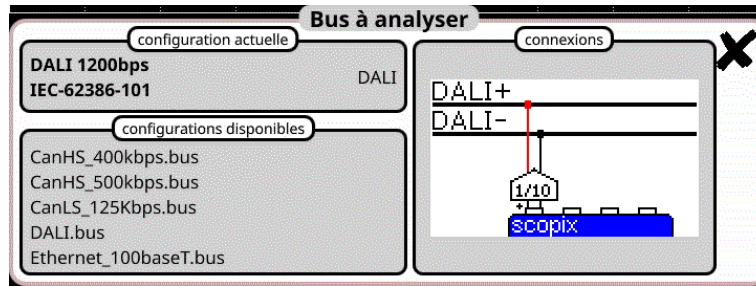 Bus à analyser
configuration actuelle
DALI 1200bps
IEC-62386-101
DALI
configurations disponibles
CanHS_400kbps.bus
CanHS_500kbps.bus
CanLS_125Kbps.bus
DALI.bus
Ethernet_100baseT.bus
connexions
DALI+
DALI-
1/10
+
scopix